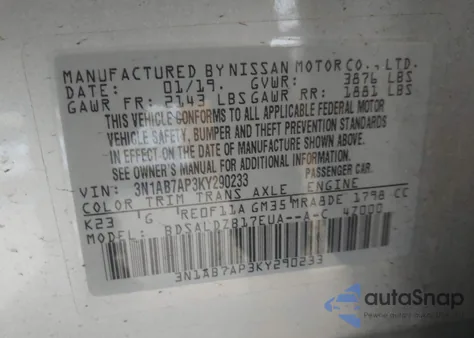 MANUFACTURED BY NISSAN MOTOR CO., LTD.
DATE: 01/19. GVWR: 3876 LBS
GAWR FR: 2143 LBS GAWR RR: 1881 LBS
THIS VEHICLE CONFORMS TO ALL APPLICABLE FEDERAL MOTOR
VEHICLE SAFETY, BUMPER AND THEFT PREVENTION STANDARDS
IN EFFECT ON THE DATE OF MANUFACTURE SHOWN ABOVE.
SEE OWNER'S MANUAL FOR ADDITIONAL INFORMATION.
VIN: 3N1AB7AP3KY290233 PASSENGER CAR
COLOR TRIM TRANS AXLE ENGINE
K23 G RE0F11A GM35 MRA8DE 1798 CC
MODEL: BDSALDZB17EUA--A-C 4Z000
3N1AB7AP3KY290233
autoSnap